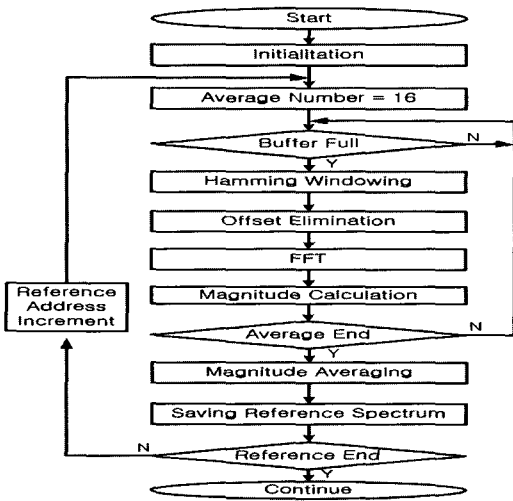 Start
Initialitation
Average Number = 16
Buffer Full
N
Y
Hamming Windowing
Offset Elimination
FFT
Reference
Address
Increment
Magnitude Calculation
Average End
N
Y
Magnitude Averaging
Saving Reference Spectrum
N
Reference End
Y
Continue